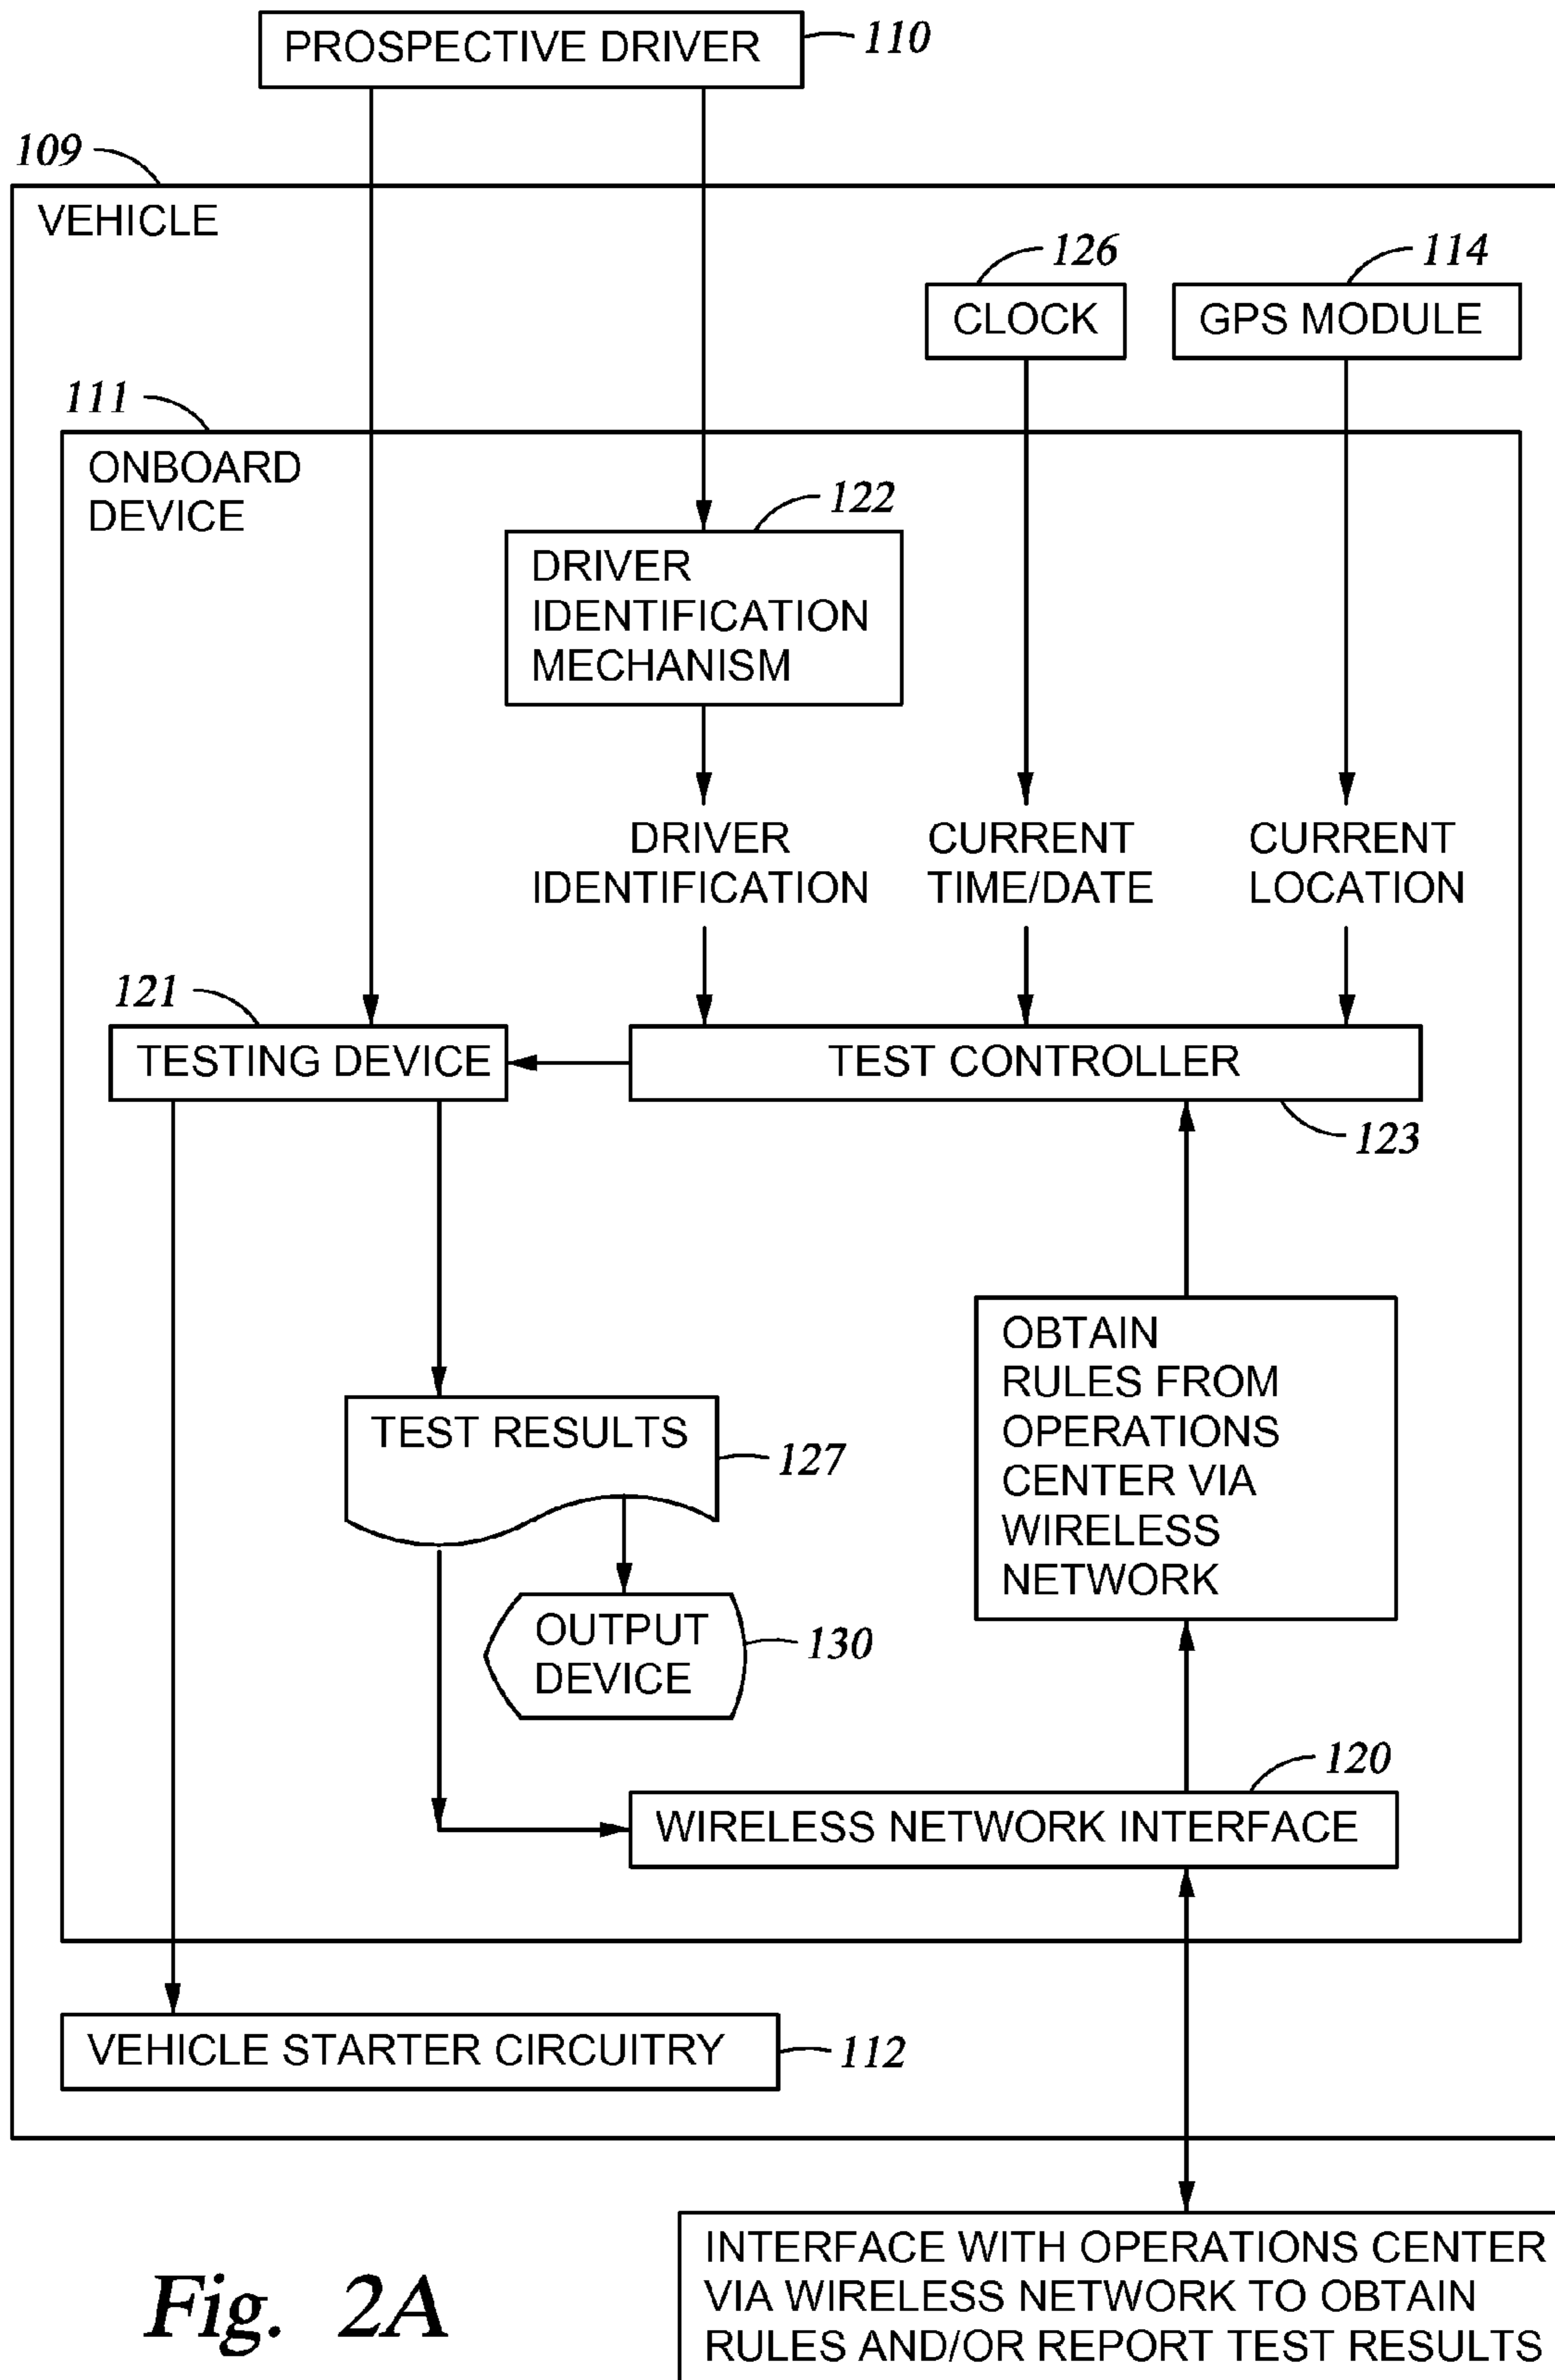 PROSPECTIVE DRIVER
110
109
VEHICLE
126
114
CLOCK
GPS MODULE
111
ONBOARD
DEVICE
122
DRIVER
IDENTIFICATION
MECHANISM
DRIVER
IDENTIFICATION
CURRENT
TIME/DATE
CURRENT
LOCATION
121
TESTING DEVICE
TEST CONTROLLER
123
OBTAIN
RULES FROM
OPERATIONS
CENTER VIA
WIRELESS
NETWORK
TEST RESULTS
127
OUTPUT
DEVICE
130
120
WIRELESS NETWORK INTERFACE
VEHICLE STARTER CIRCUITRY
112
INTERFACE WITH OPERATIONS CENTER
VIA WIRELESS NETWORK TO OBTAIN
RULES AND/OR REPORT TEST RESULTS
Fig. 2A